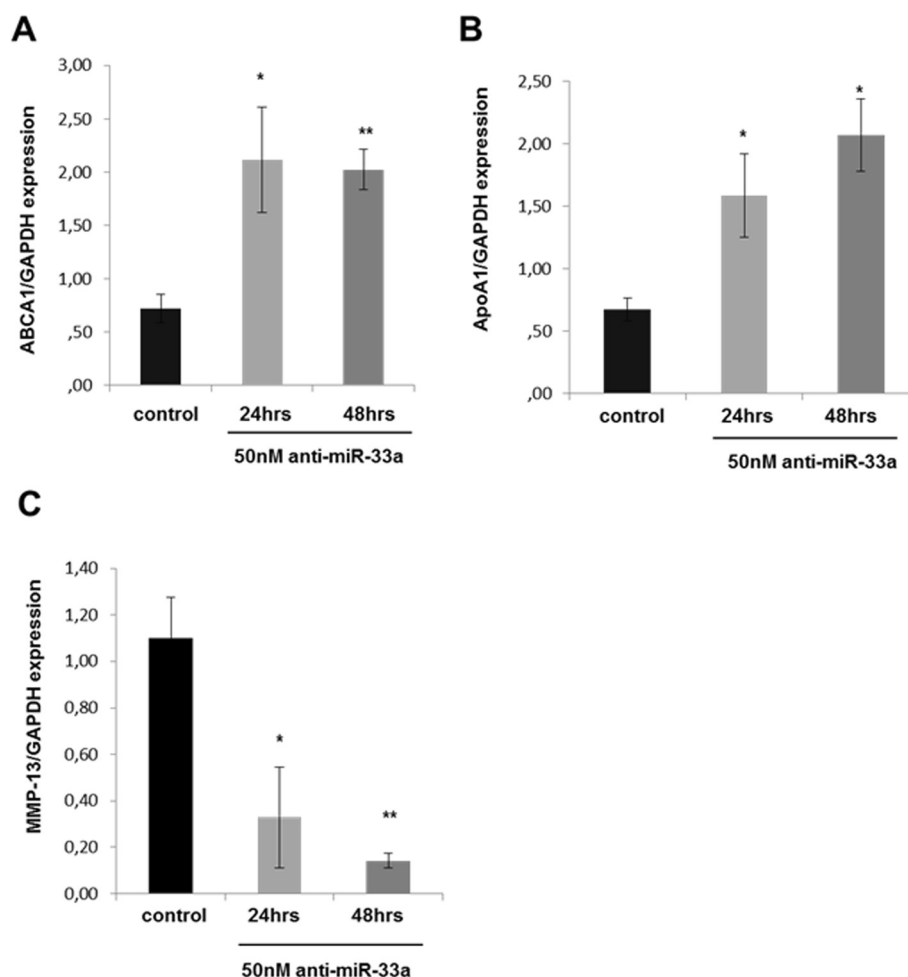 A
ABCA1/GAPDH expression
3,00
2,50
2,00
1,50
1,00
,50
,00
*
**
control
24hrs
48hrs
50nM anti-miR-33a
B
ApoA1/GAPDH expression
2,50
2,00
1,50
1,00
,50
,00
*
*
control
24hrs
48hrs
50nM anti-miR-33a
C
MMP-13/GAPDH expression
1,40
1,20
1,00
0,80
0,60
0,40
0,20
0,00
*
**
control
24hrs
48hrs
50nM anti-miR-33a